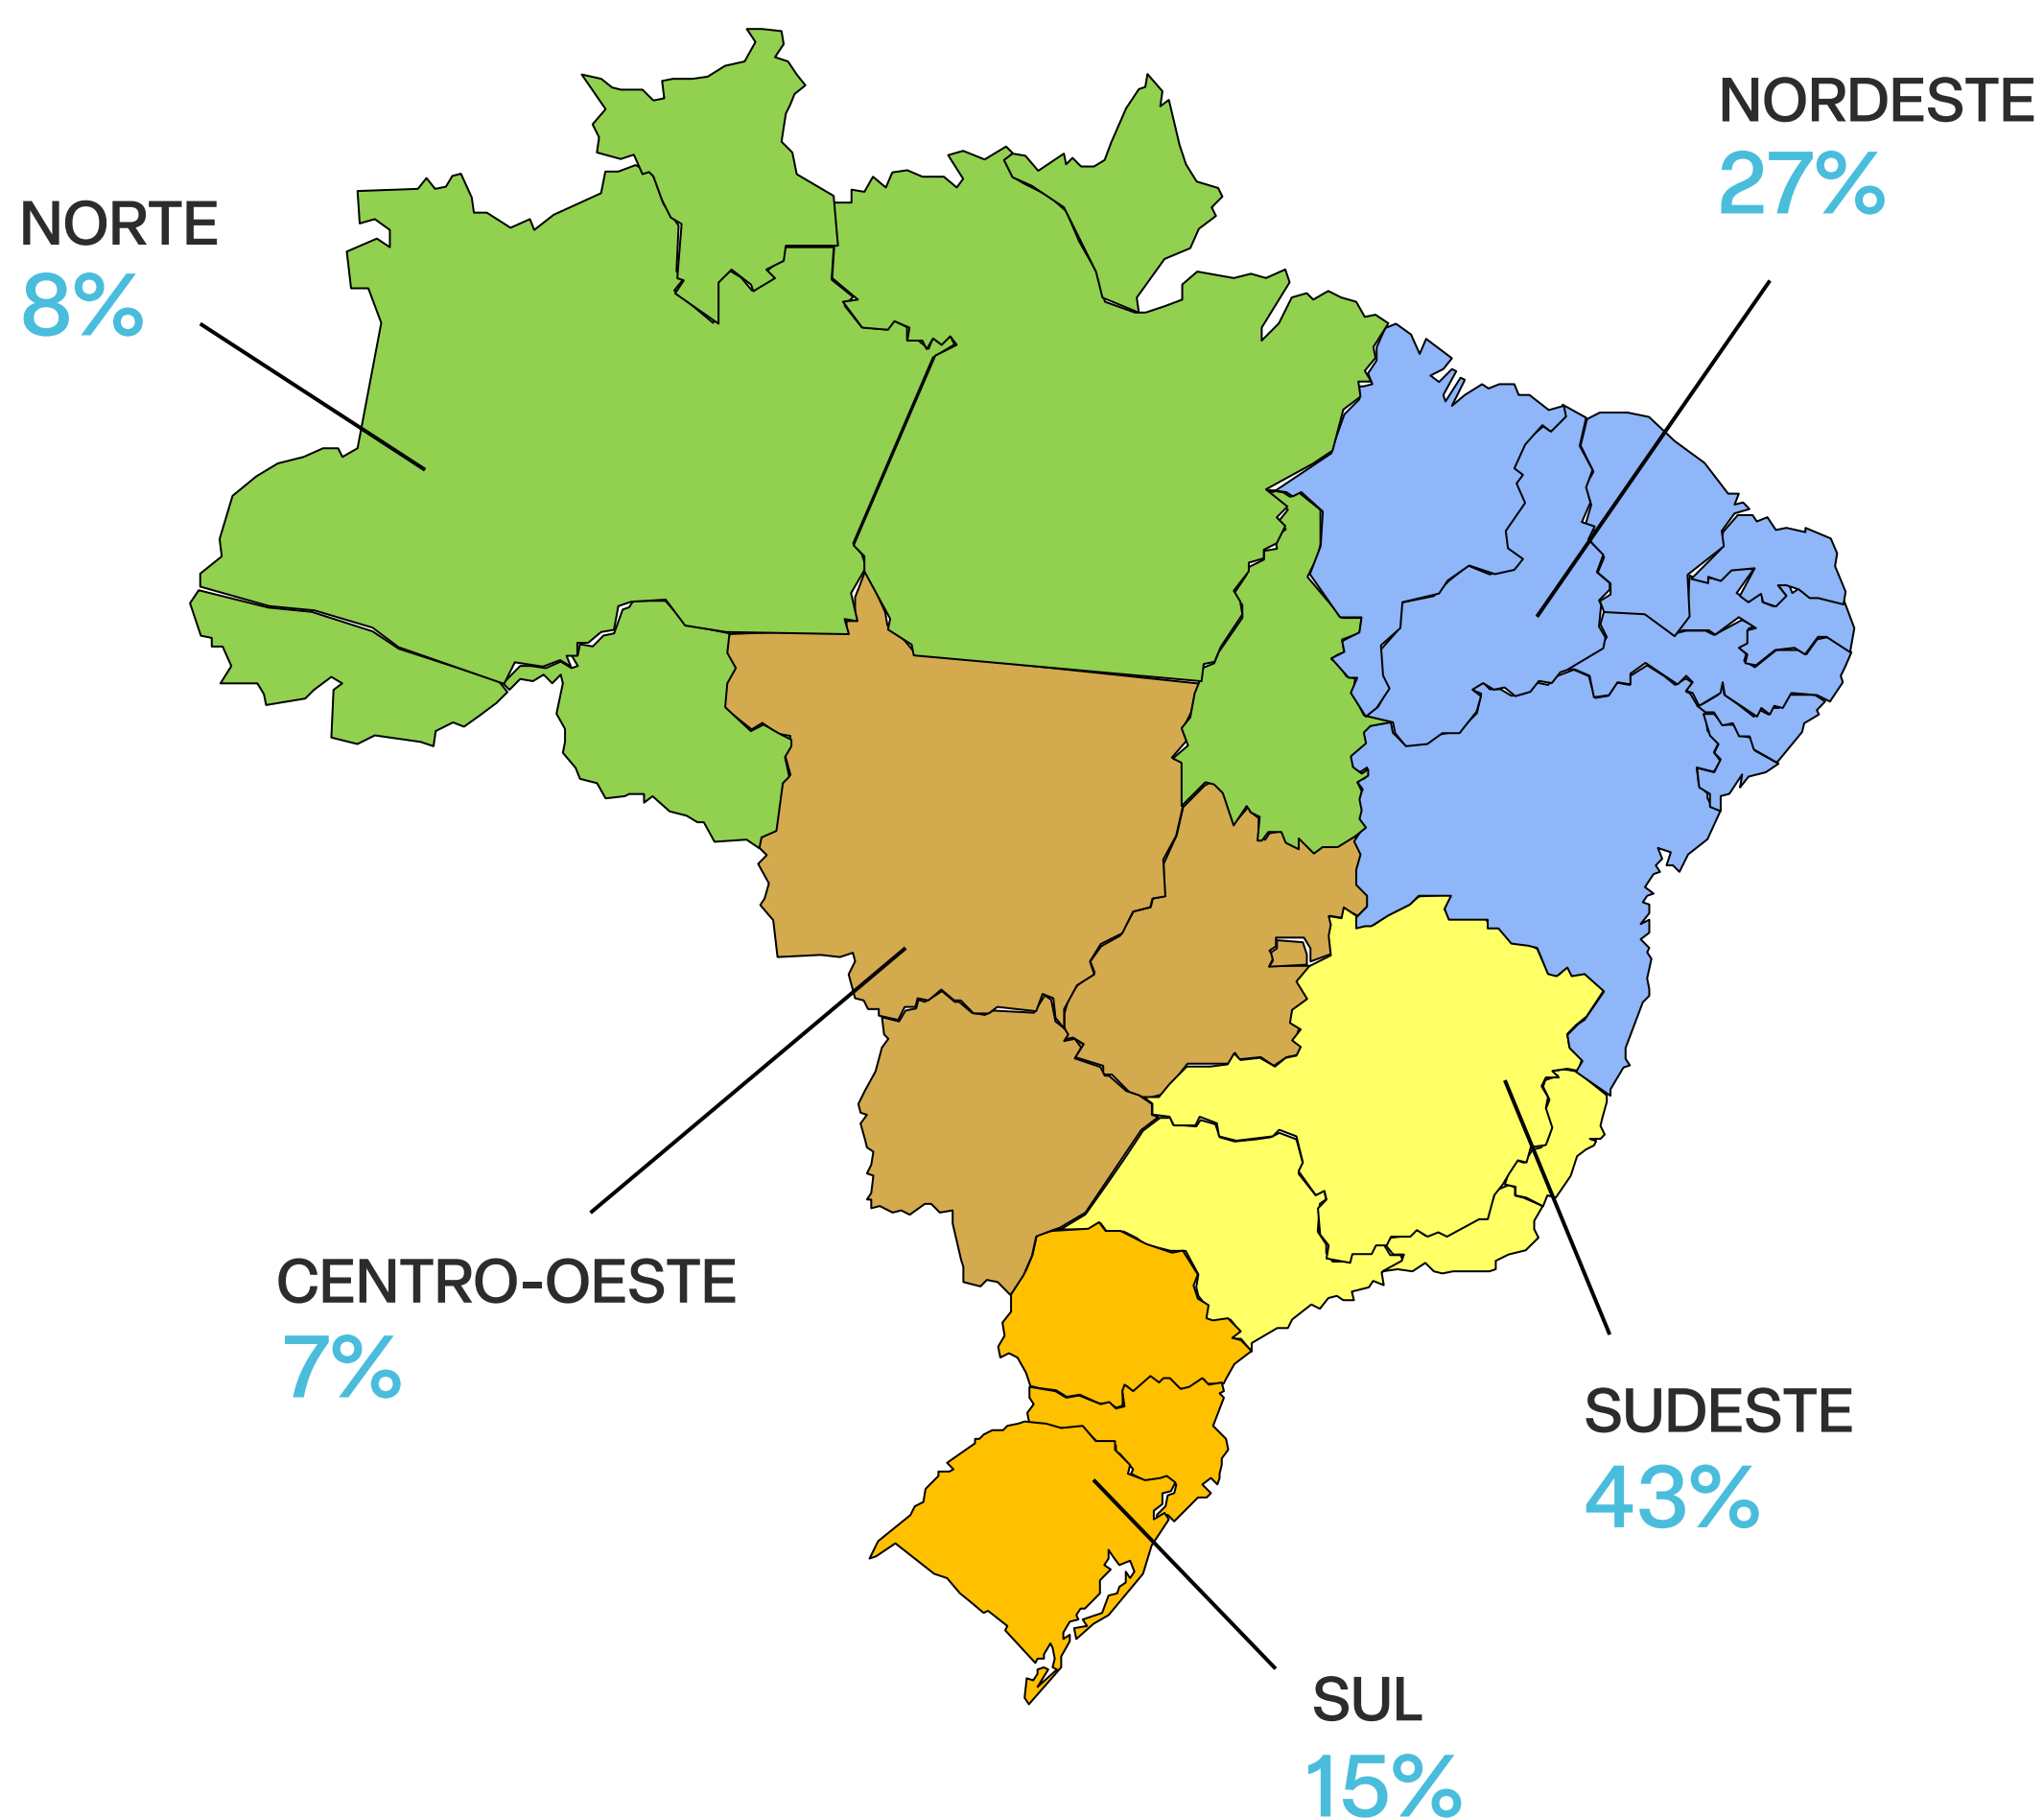 NORDESTE
27%
NORTE
8%
CENTRO-OESTE
7%
SUDESTE
43%
SUL
15%